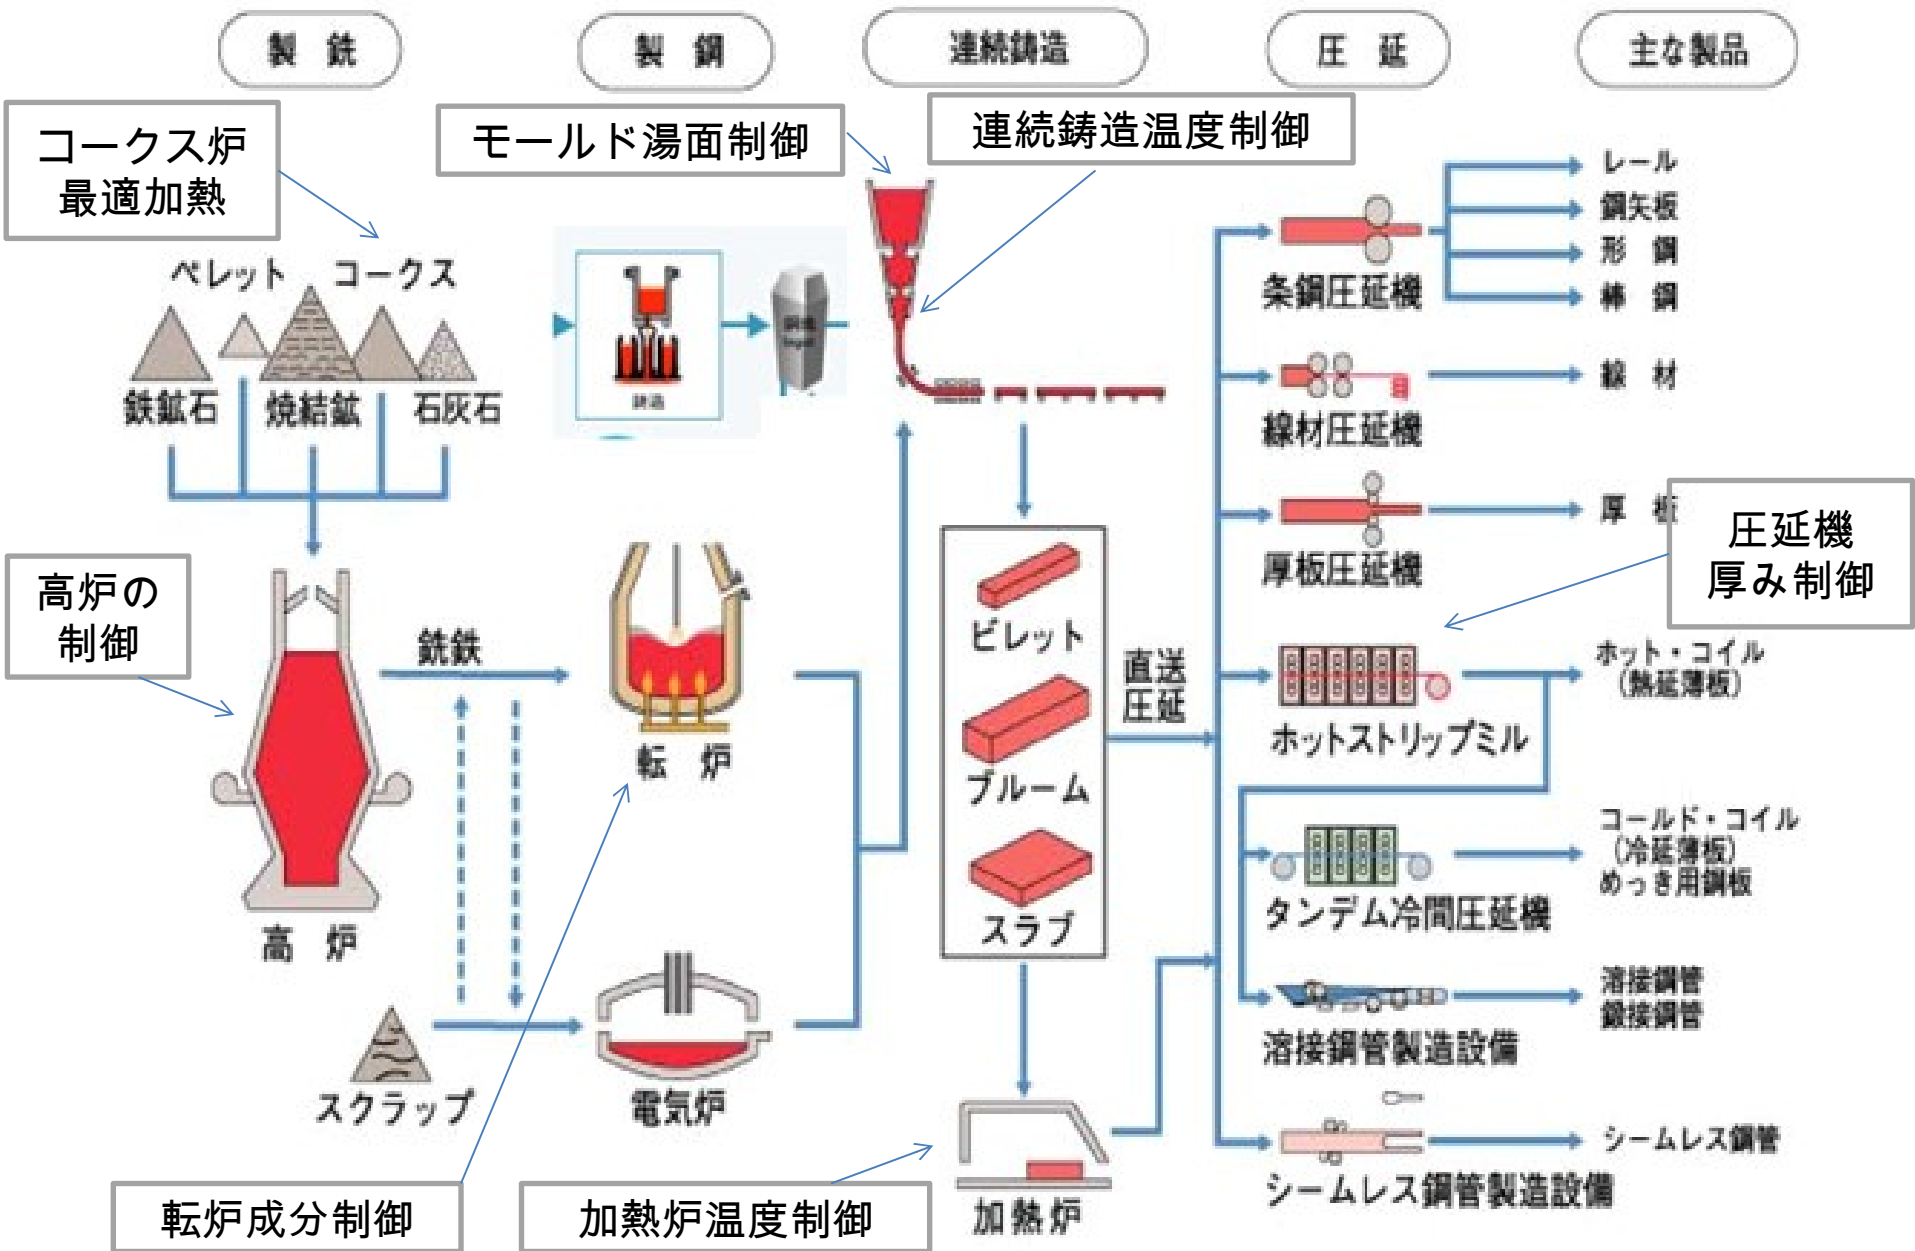 製 銑
製 鋼
連続鋳造
圧 延
主な製品
コークス炉
最適加熱
モールド湯面制御
連続鋳造温度制御
ペレット
コークス
鉄鉱石
焼結鉱
石灰石
鋳造
高炉の
制御
銑鉄
高 炉
スクラップ
転 炉
電気炉
転炉成分制御
加熱炉温度制御
ビレット
ブルーム
スラブ
直送
圧延
加熱炉
条鋼圧延機
線材圧延機
厚板圧延機
ホットストリップミル
タンデム冷間圧延機
溶接鋼管製造設備
シームレス鋼管製造設備
レール
鋼矢板
形 鋼
棒 鋼
線 材
厚 板
圧延機
厚み制御
ホット・コイル
(熱延薄板)
コールド・コイル
(冷延薄板)
めっき用鋼板
溶接鋼管
鍛接鋼管
シームレス鋼管